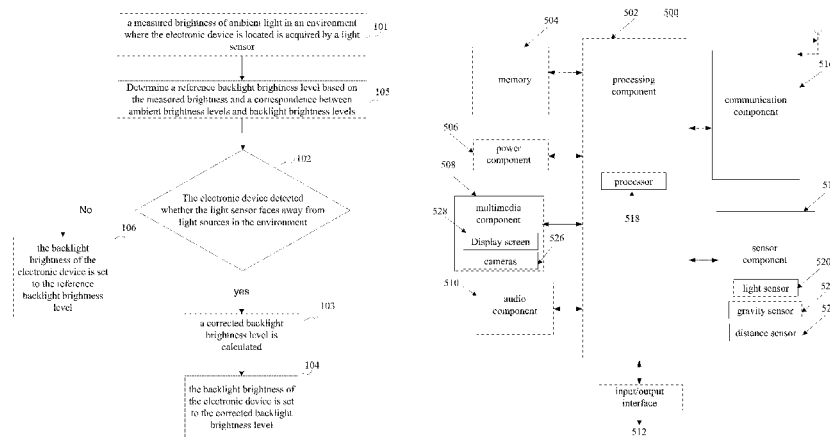 a measured brightness of ambient light in an environment
where the electronic device is located is acquired by a light
sensor
101
Determine a reference backlight brightness level based on
the measured brightness and a correspondence between
ambient brightness levels and backlight brightness levels
105
102
The electronic device detected
whether the light sensor faces away from
light sources in the environment
No
106
the backlight
brightness of the
electronic device is set
to the reference
backlight brightness
level
yes
103
a corrected backlight
brightness level is
calculated
104
the backlight brightness of
the electronic device is set
to the corrected backlight
brightness level
504
502
500
memory
processing
component
communication
component
506
power
component
508
multimedia
component
528
Display screen
526
cameras
processor
518
510
audio
component
sensor
component
520
light sensor
gravity sensor
distance sensor
input/output
interface
512